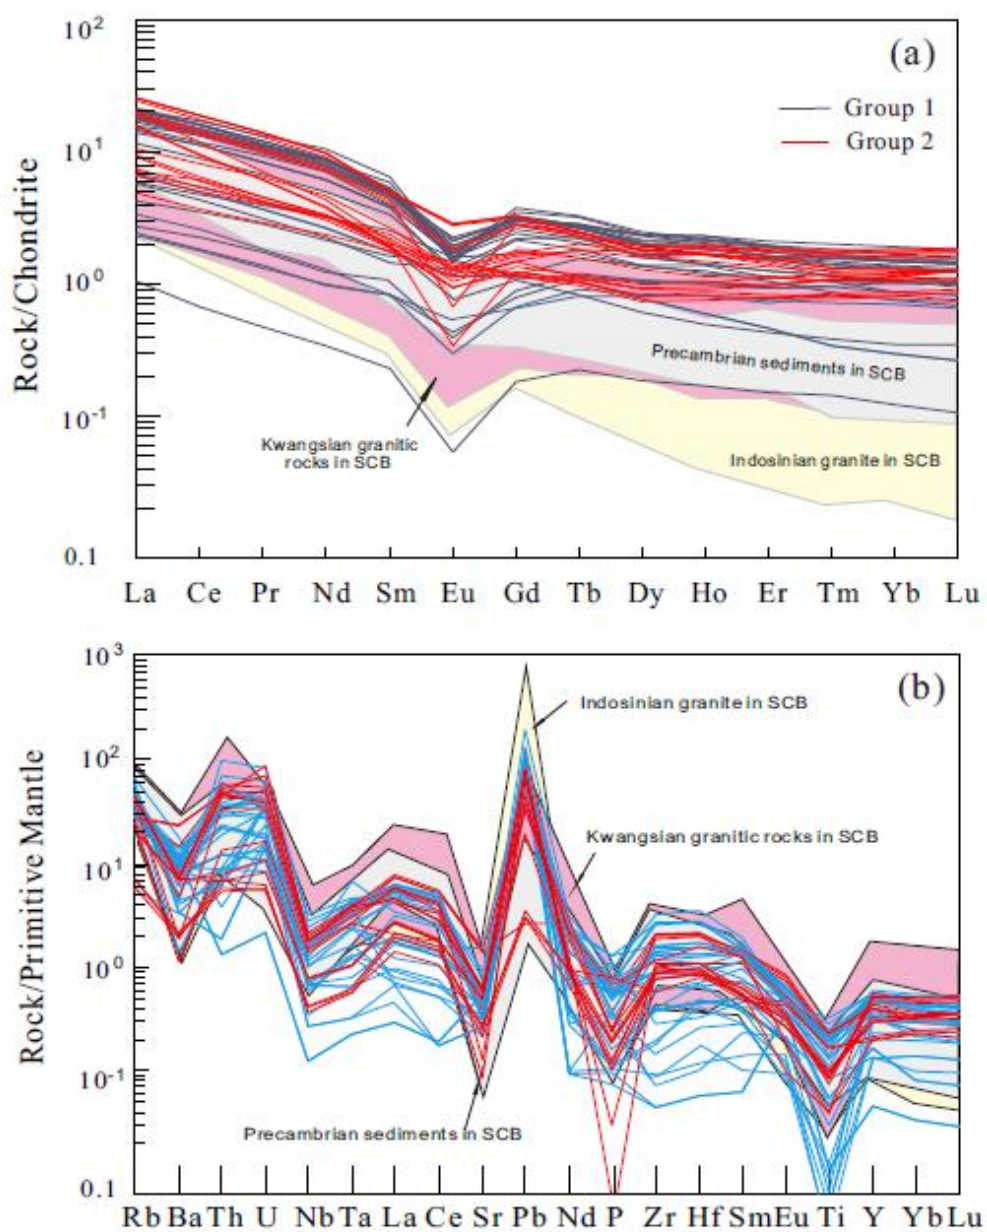 10²
(a)
Group 1
Group 2
10¹
Rock/Chondrite
10⁰
Precambrian sediments in SCB
10⁻¹
Kwangsian granitic
rocks in SCB
Indosinian granite in SCB
0.1
La Ce Pr Nd Sm Eu Gd Tb Dy Ho Er Tm Yb Lu
10³
(b)
Indosinian granite in SCB
10²
Rock/Primitive Mantle
Kwangsian granitic rocks in SCB
10¹
10⁰
10⁻¹
Precambrian sediments in SCB
0.1
Rb Ba Th U Nb Ta La Ce Sr Pb Nd P Zr Hf Sm Eu Ti Y Yb Lu